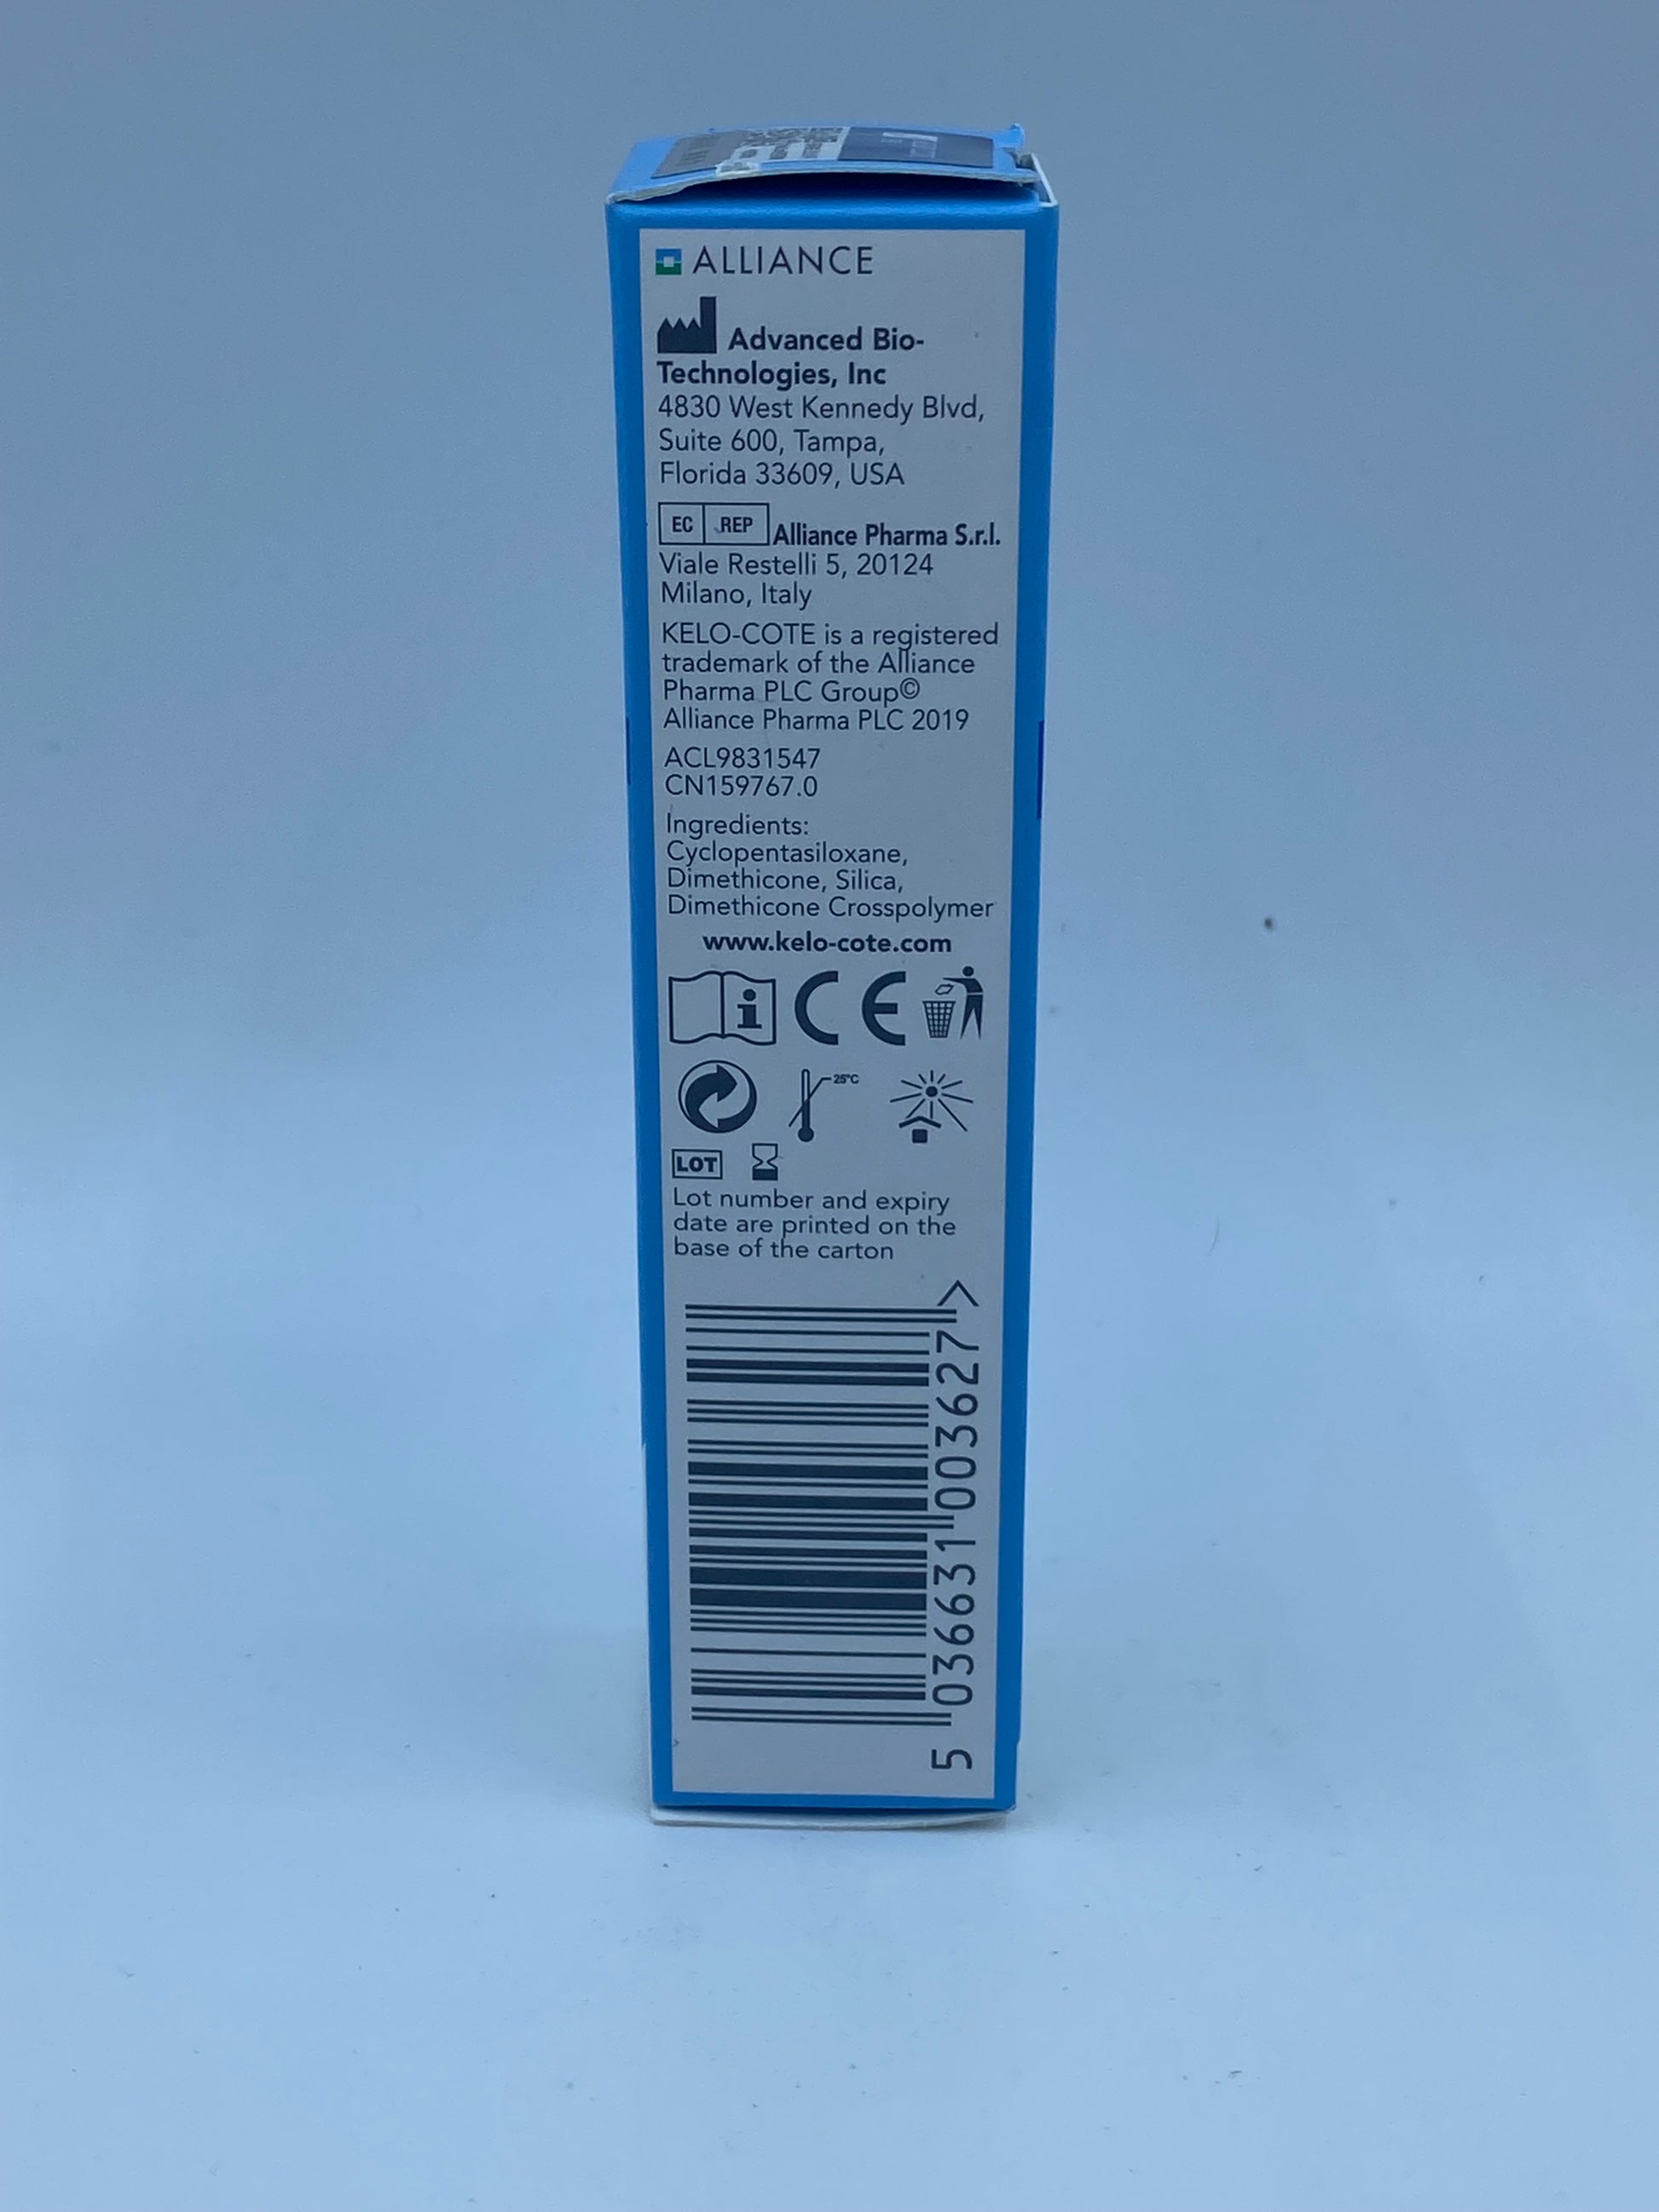 ALLIANCE
Advanced Bio-
Technologies, Inc
4830 West Kennedy Blvd,
Suite 600, Tampa,
Florida 33609, USA
EC REP Alliance Pharma S.r.l.
Viale Restelli 5, 20124
Milano, Italy
KELO-COTE is a registered
trademark of the Alliance
Pharma PLC Group©
Alliance Pharma PLC 2019
ACL9831547
CN159767.0
Ingredients:
Cyclopentasiloxane,
Dimethicone, Silica,
Dimethicone Crosspolymer
www.kelo-cote.com
i CE
25°C
LOT
Lot number and expiry
date are printed on the
base of the carton
5 036631 003627 >